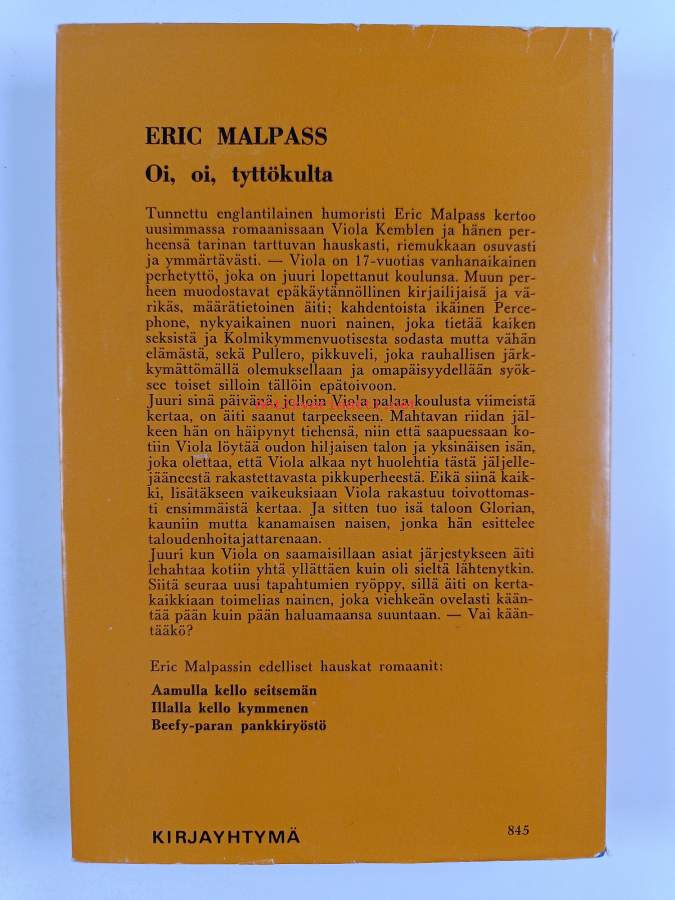 ERIC MALPASS
Oi, oi, tyttökulta
Tunnettu englantilainen humoristi Eric Malpass kertoo
uusimmassa romaanissaan Viola Kemblen ja hänen per-
heensä tarinan tarttuvan hauskasti, riemukkaan osuvasti
ja ymmärtävästi. — Viola on 17-vuotias vanhanaikainen
perhetyttö, joka on juuri lopettanut koulunsa. Muun per-
heen muodostavat epäkäytännöllinen kirjailijaisä ja vä-
rikäs, määrätietoinen äiti; kahdentoista ikäinen Perce-
phone, nykyaikainen nuori nainen, joka tietää kaiken
seksistä ja Kolmikymmenvuotisesta sodasta mutta vähän
elämästä, sekä Pullero, pikkuveli, joka rauhallisen järk-
kymättömällä olemuksellaan ja omapäisyydellään syök-
see toiset silloin tällöin epätoivoon.
Juuri sinä päivänä, jolloin Viola palaa koulusta viimeistä
kertaa, on äiti saanut tarpeekseen. Mahtavan riidan jäl-
keen hän on häipynyt tiehensä, niin että saapuessaan ko-
tiin Viola löytää oudon hiljaisen talon ja yksinäisen isän,
joka olettaa, että Viola alkaa nyt huolehtia tästä jäljelle-
jääneestä rakastettavasta pikkuperheestä. Eikä siinä kaik-
ki, lisätäkseen vaikeuksiaan Viola rakastuu toivottomas-
ti ensimmäistä kertaa. Ja sitten tuo isä taloon Glorian,
kauniin mutta kanamaisen naisen, jonka hän esittelee
taloudenhoitajattarenaan.
Juuri kun Viola on saamaisillaan asiat järjestykseen äiti
lehahtaa kotiin yhtä yllättäen kuin oli sieltä lähtenytkin.
Siitä seuraa uusi tapahtumien ryöppy, sillä äiti on kerta-
kaikkiaan toimelias nainen, joka viehkeän ovelasti kään-
tää pään kuin pään haluamaansa suuntaan. — Vai kään-
tääkö?
Eric Malpassin edelliset hauskat romaanit:
Aamulla kello seitsemän
Illalla kello kymmenen
Beefy-paran pankkiryöstö
KIRJAYHTYMÄ
845